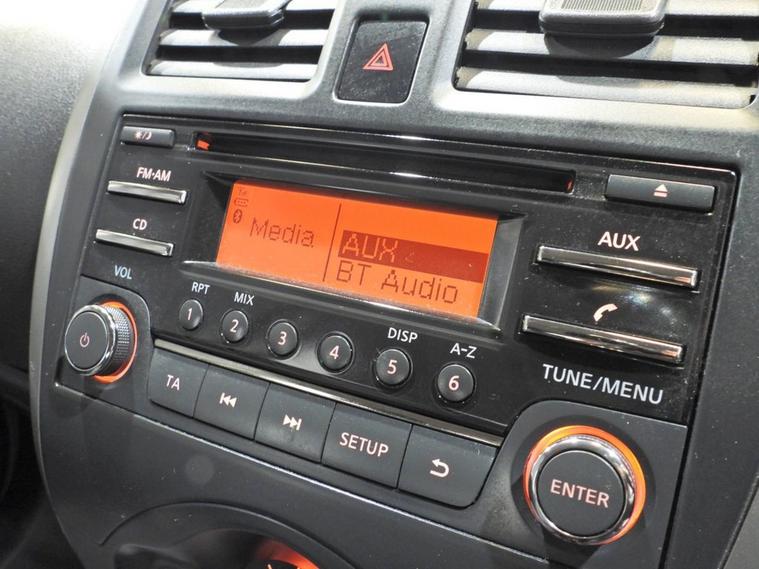 FM•AM
CD
AUX
Media
AUX
BT Audio
VOL
RPT
MIX
DISP
A-Z
1
2
3
4
5
6
TUNE/MENU
TA
SETUP
ENTER